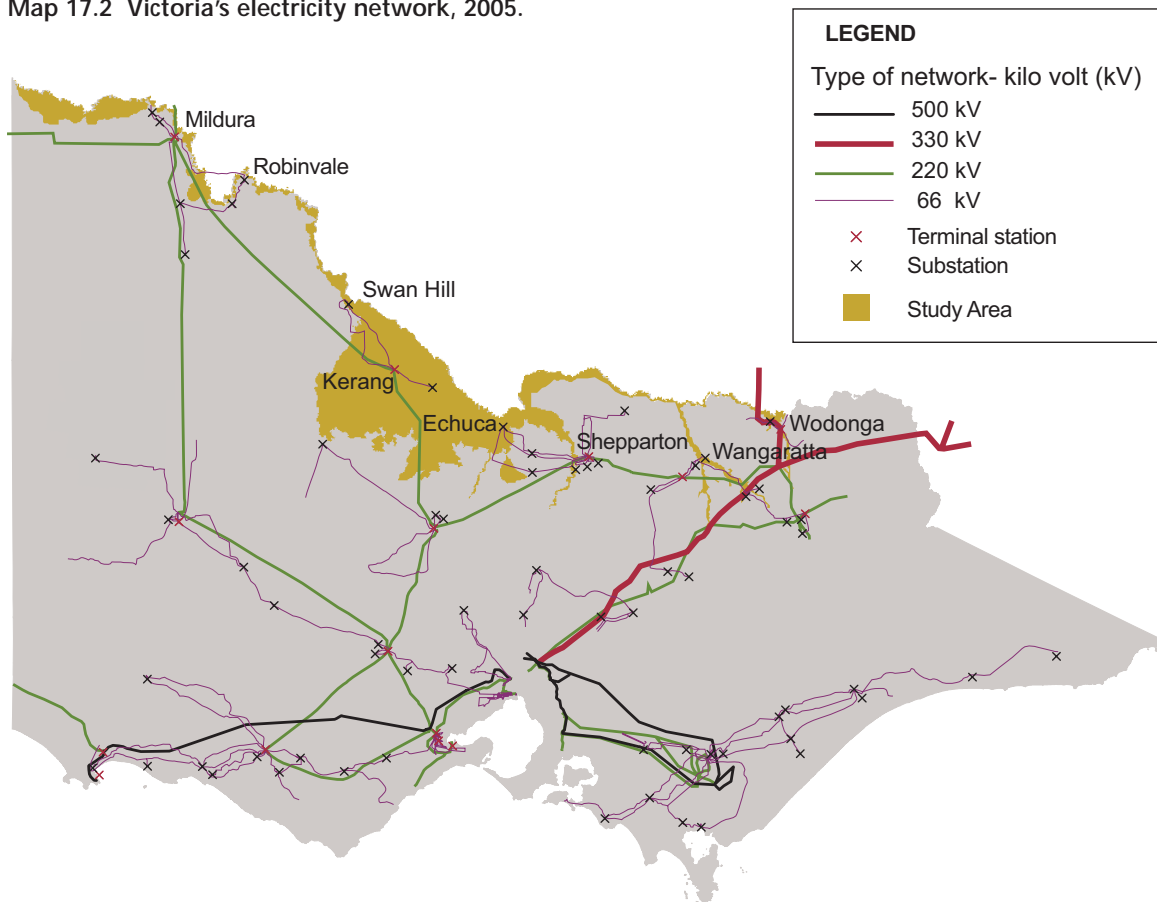 Map 17.2 Victoria's electricity network, 2005.
LEGEND
Type of network- kilo volt (kV)
500 kV
330 kV
220 kV
66 kV
Terminal station
Substation
Study Area
Mildura
Robinvale
Swan Hill
Kerang
Echuca
Shepparton
Wodonga
Wangaratta